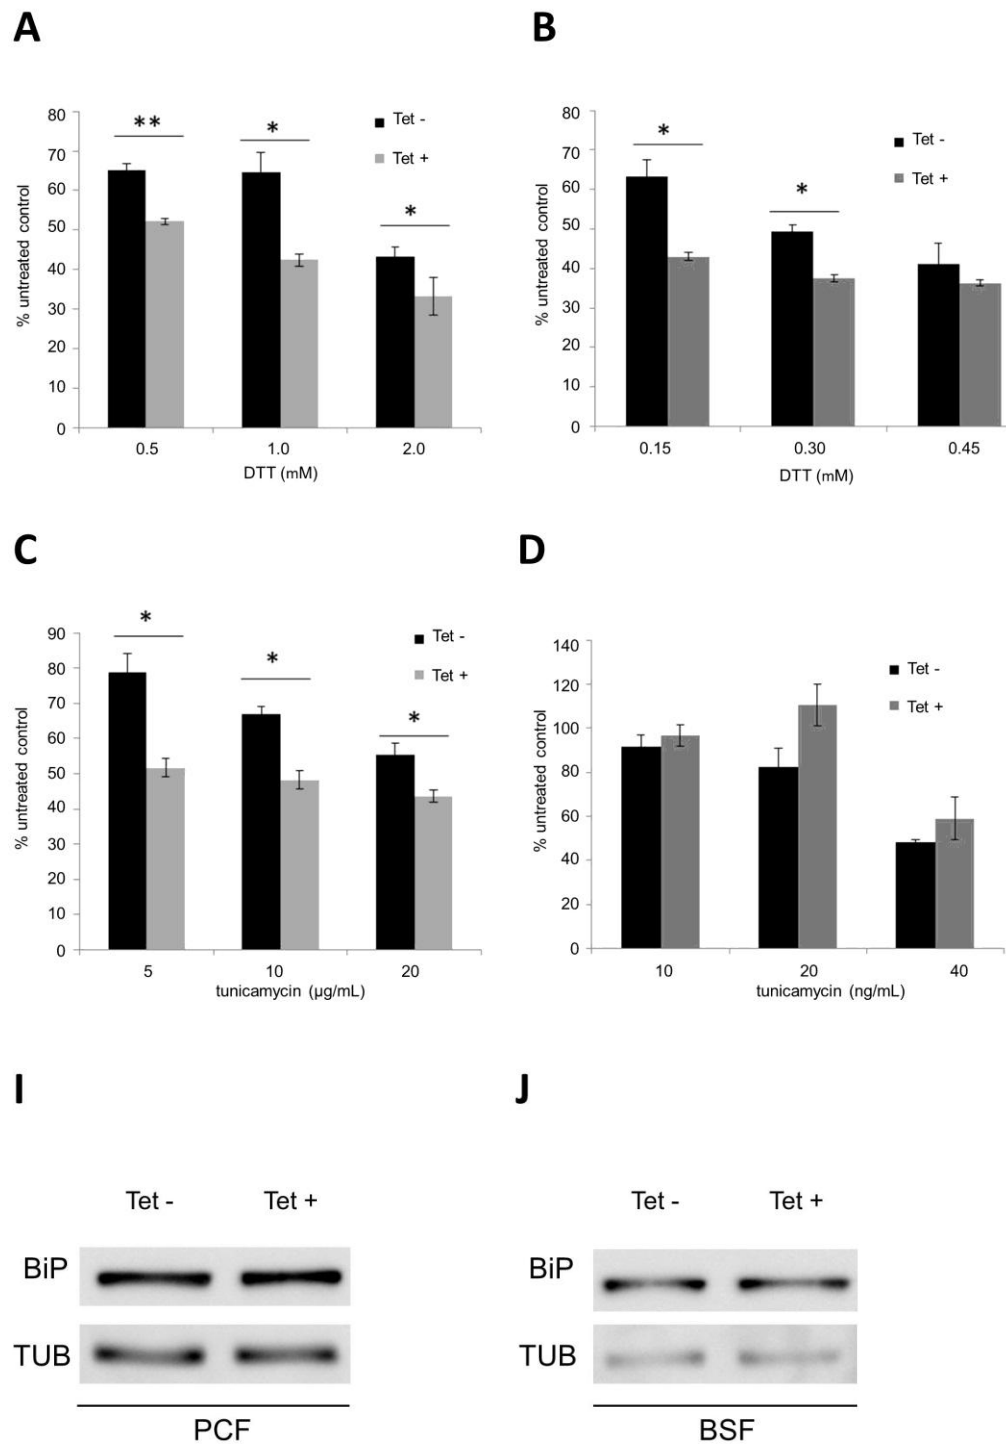 A
80
70
60
50
40
30
20
10
0
% untreated control
**
*
*
Tet -
Tet +
0.5 1.0 2.0
DTT (mM)
B
80
70
60
50
40
30
20
10
0
% untreated control
*
*
Tet -
Tet +
0.15 0.30 0.45
DTT (mM)
C
90
80
70
60
50
40
30
20
10
0
% untreated control
*
*
*
Tet -
Tet +
5 10 20
tunicamycin (µg/mL)
D
140
120
100
80
60
40
20
0
% untreated control
Tet -
Tet +
10 20 40
tunicamycin (ng/mL)
I
Tet - Tet +
BiP
TUB
PCF
J
Tet - Tet +
BiP
TUB
BSF